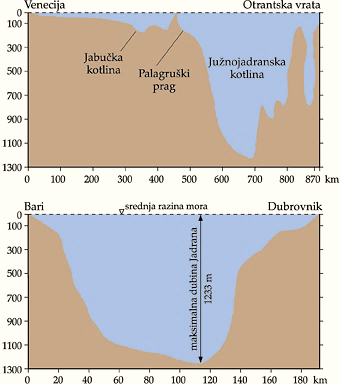 Venecija Otrantska vrata
0
100
300
500
700
900
1100
1300
Jabučka
kotlina
Palagruški
prag
Južnojadranska
kotlina
0 100 200 300 400 500 600 700 800 870 km
Bari Dubrovnik
srednja razina mora
0
100
300
500
700
900
1100
1300
maksimalna dubina Jadrana
1233 m
0 20 40 60 80 100 120 140 160 180 km